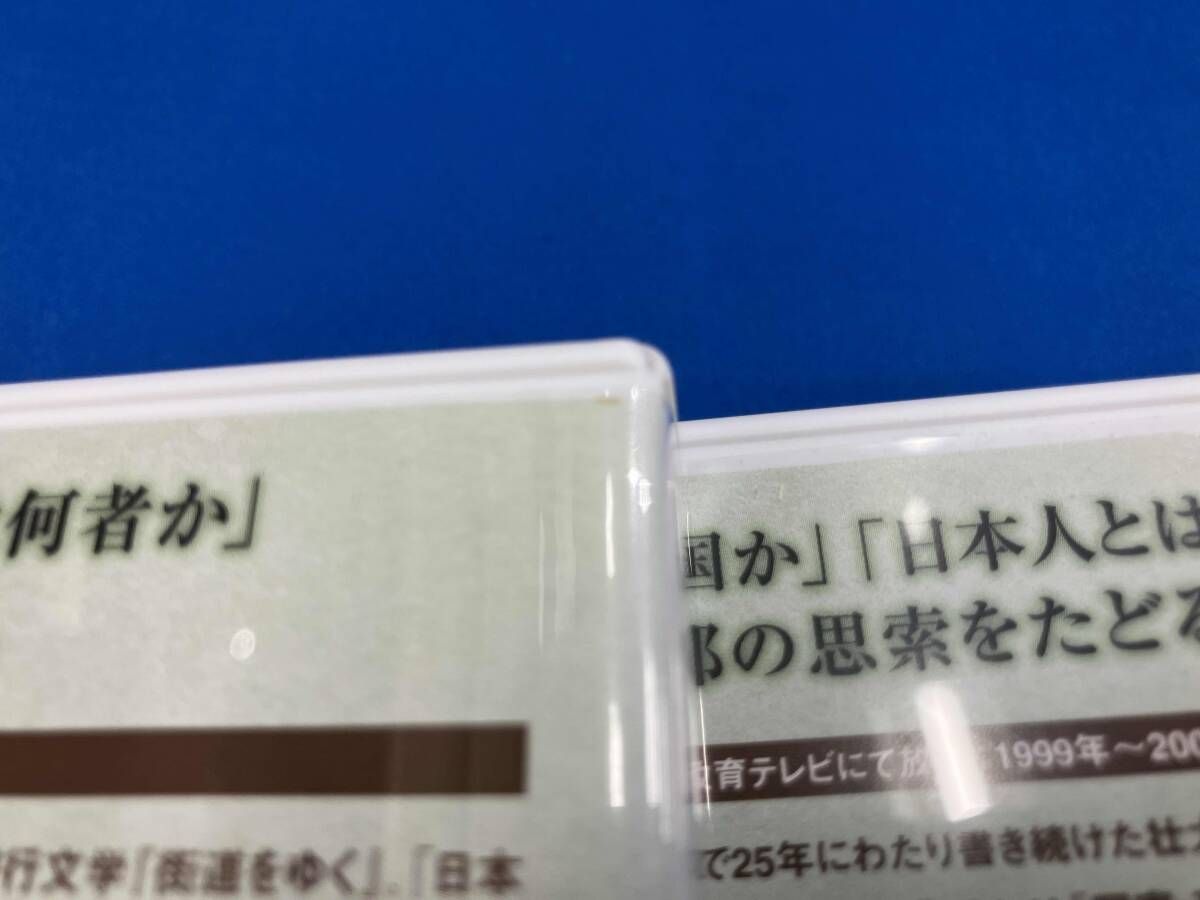 何者か」
行文学「街道をゆく」。「日本
国か」「日本人とは
郎の思索をたどる
育テレビにて放 1999年〜200
で25年にわたり書き続けた壮大